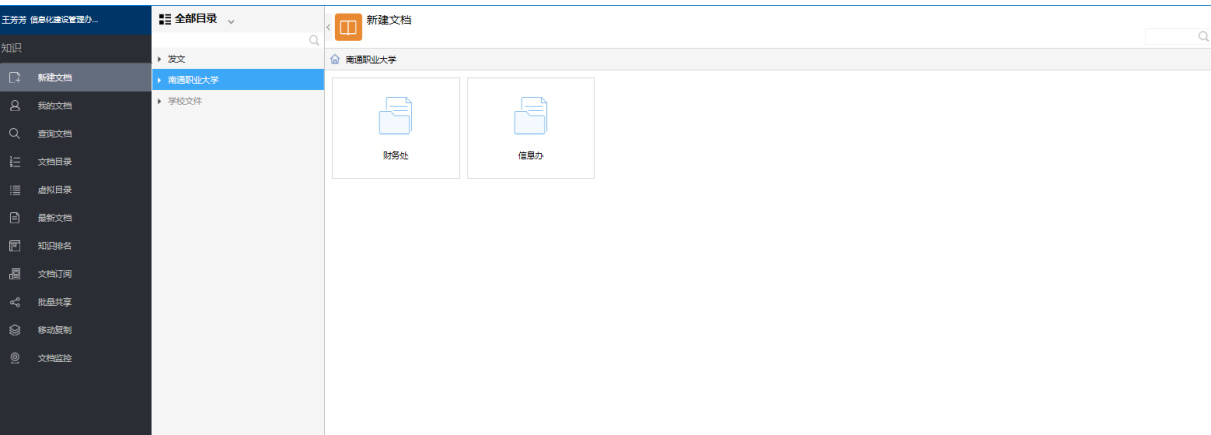 王芳芳 信息化建设管理办...
知识
新建文档
我的文档
查询文档
文档目录
虚拟目录
最新文档
知识排名
文档订阅
批量共享
移动复制
文档监控
全部目录
发文
南通职业大学
学校文件
新建文档
南通职业大学
财务处
信息办